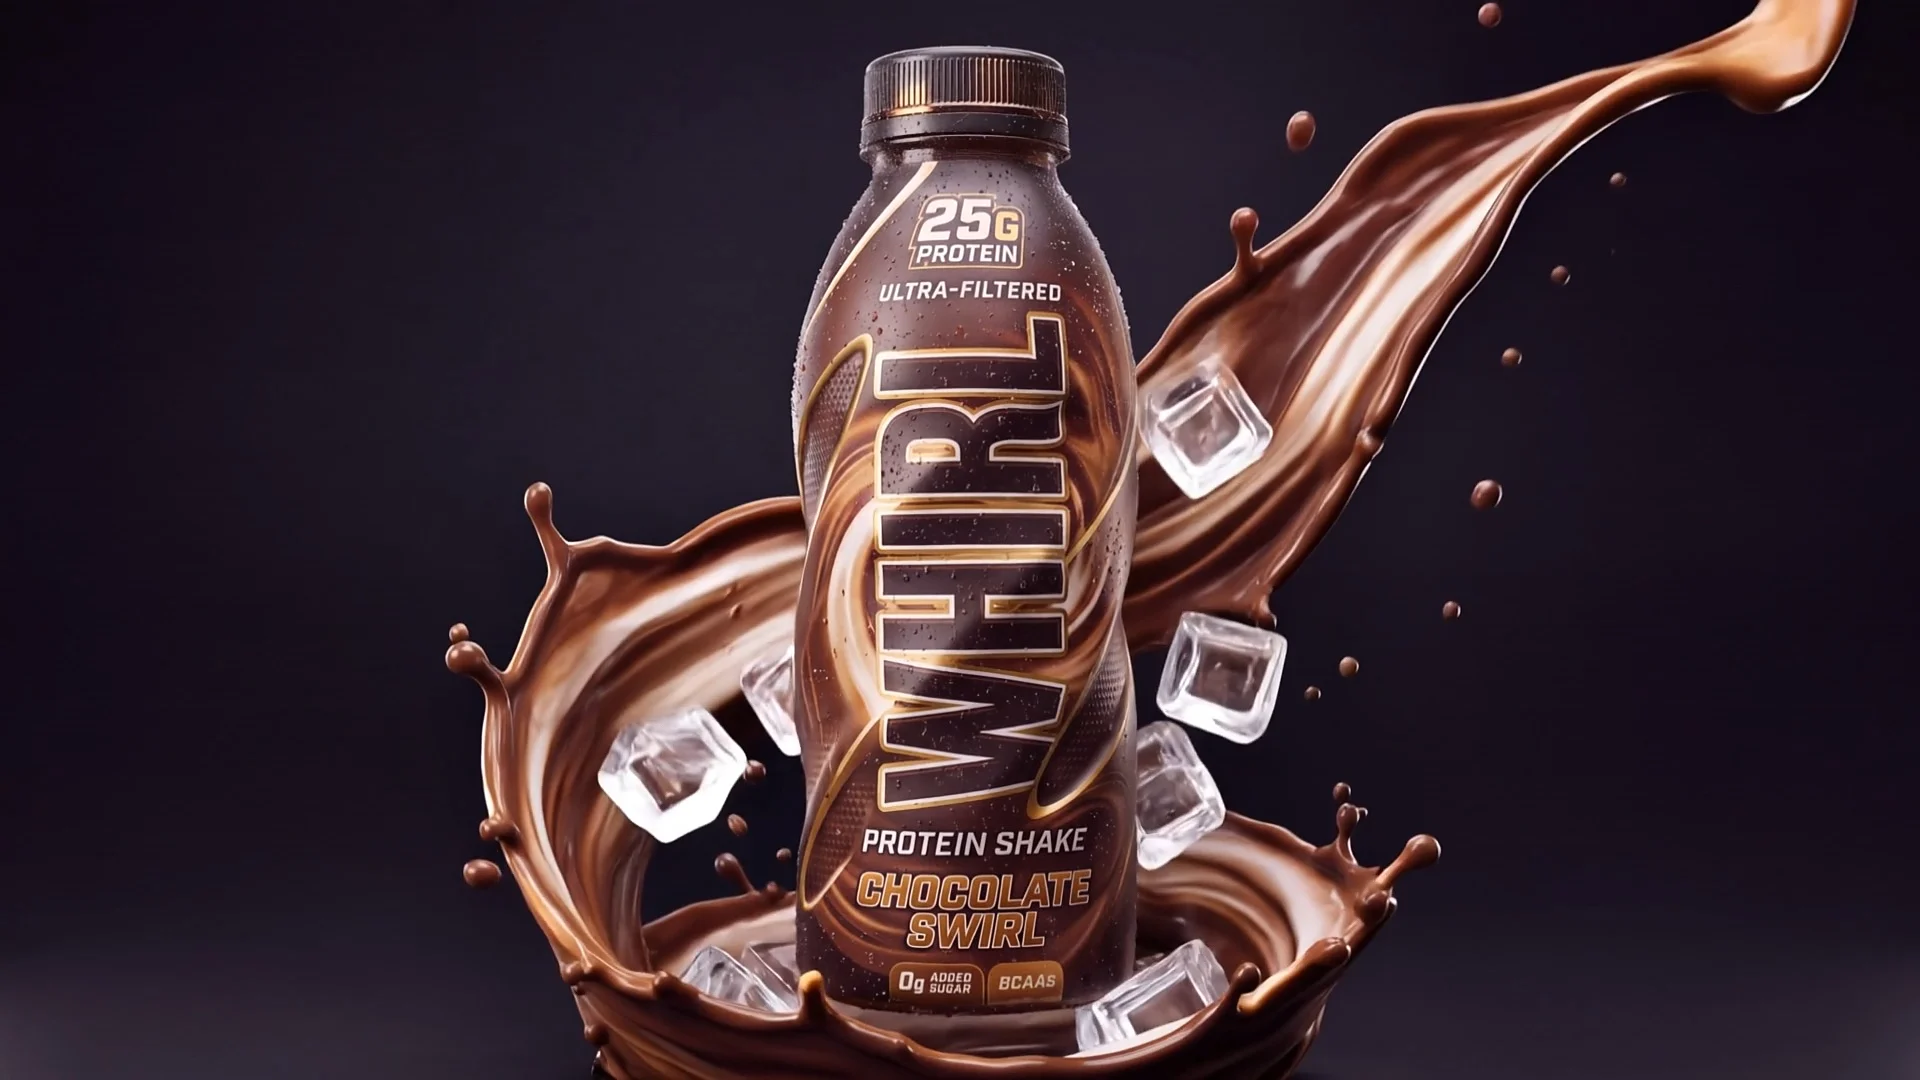 25G
PROTEIN
ULTRA-FILTERED
WHIRL
PROTEIN SHAKE
CHOCOLATE
SWIRL
0g ADDED
SUGAR
BCAAS